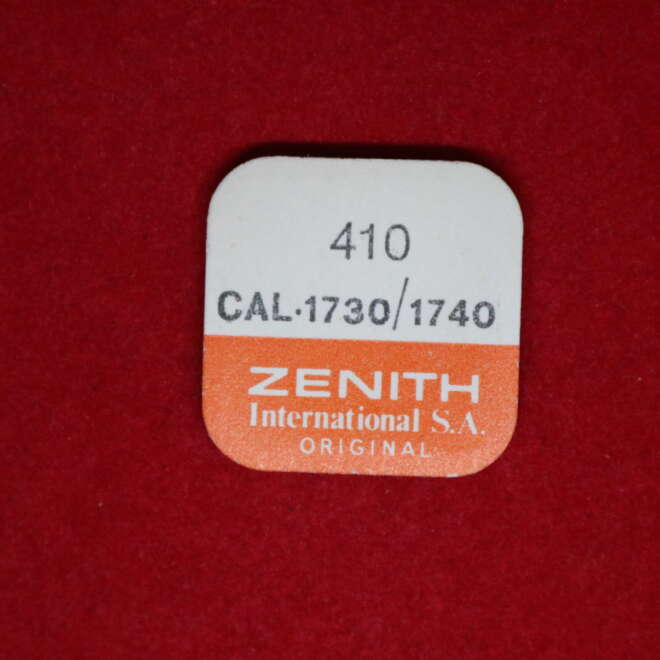 410
CAL·1730/1740
ZENITH
International S.A.
ORIGINAL